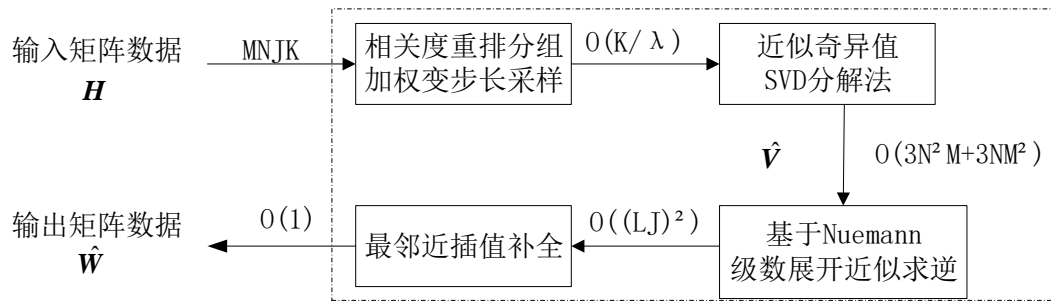 输入矩阵数据
H
MNJK
相关度重排分组
加权变步长采样
O(K/λ)
近似奇异值
SVD分解法
V̂
O(3N²M+3NM²)
基于Nuemann
级数展开近似求逆
O((LJ)²)
最邻近插值补全
O(1)
输出矩阵数据
Ŵ